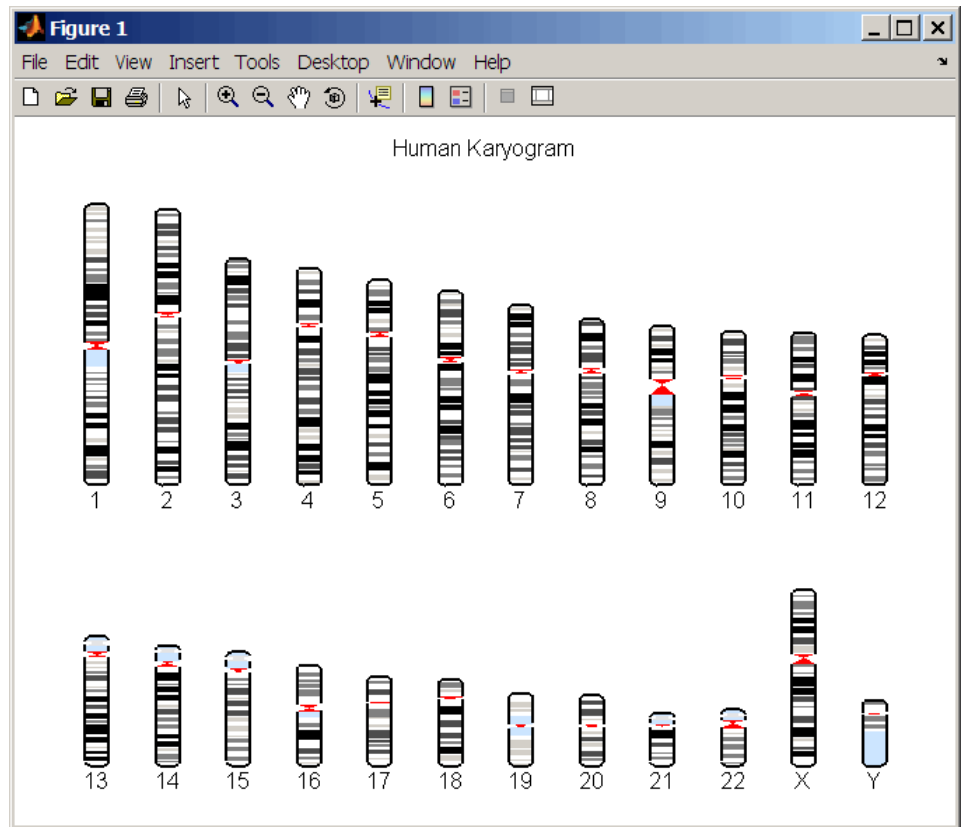 Figure 1
File Edit View Insert Tools Desktop Window Help
Human Karyogram
1 2 3 4 5 6 7 8 9 10 11 12
13 14 15 16 17 18 19 20 21 22 X Y